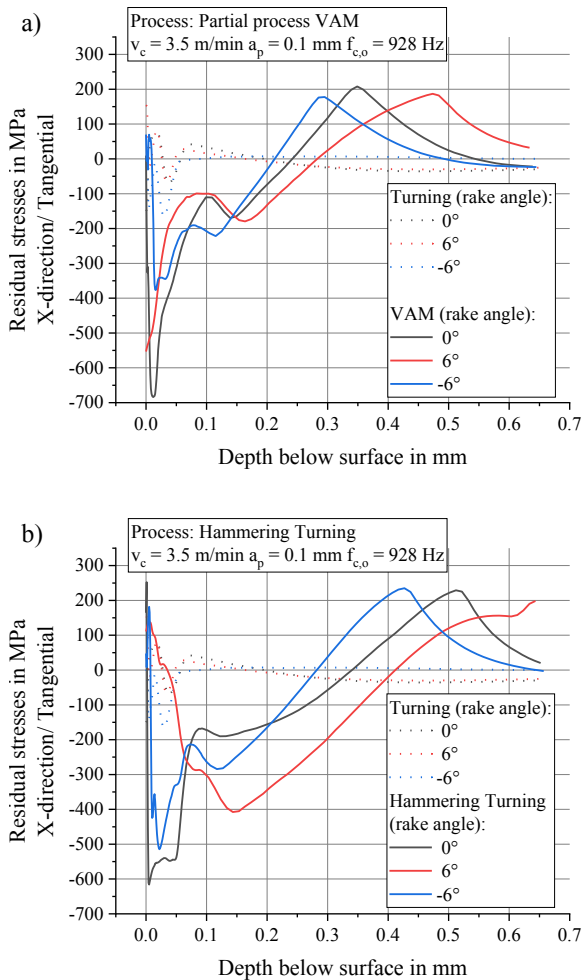 a)
Process: Partial process VAM
v_c = 3.5 m/min a_p = 0.1 mm f_c,o = 928 Hz
Residual stresses in MPa
X-direction/ Tangential
300
200
100
0
-100
-200
-300
-400
-500
-600
-700
Turning (rake angle):
0°
6°
-6°
VAM (rake angle):
0°
6°
-6°
0.0 0.1 0.2 0.3 0.4 0.5 0.6 0.7
Depth below surface in mm
b)
Process: Hammering Turning
v_c = 3.5 m/min a_p = 0.1 mm f_c,o = 928 Hz
Residual stresses in MPa
X-direction/ Tangential
300
200
100
0
-100
-200
-300
-400
-500
-600
-700
Turning (rake angle):
0°
6°
-6°
Hammering Turning
(rake angle):
0°
6°
-6°
0.0 0.1 0.2 0.3 0.4 0.5 0.6 0.7
Depth below surface in mm